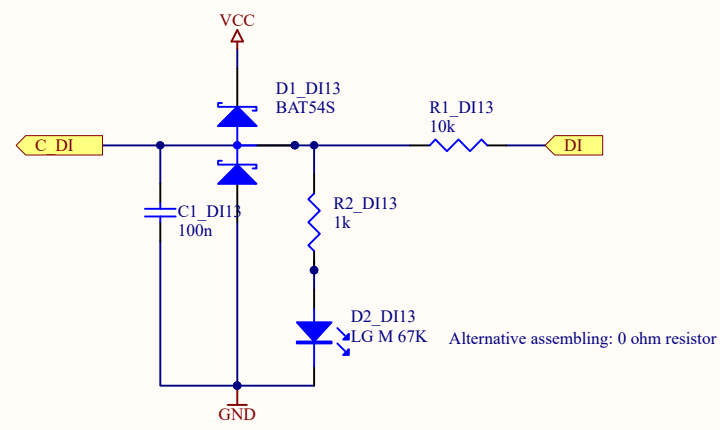 VCC
D1_DI13
BAT54S
R1_DI13
10k
C_DI
DI
C1_DI13
100n
R2_DI13
1k
D2_DI13
LG M 67K
Alternative assembling: 0 ohm resistor
GND